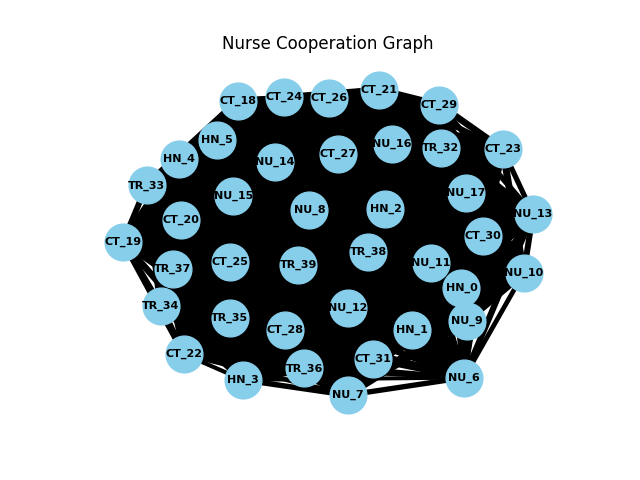 Nurse Cooperation Graph
CT_21
CT_24
CT_26
CT_18
CT_29
HN_5
NU_16
TR_32
CT_23
CT_27
HN_4
NU_14
TR_33
NU_17
NU_15
HN_2
NU_8
NU_13
CT_20
CT_30
CT_19
TR_38
CT_25
NU_11
TR_39
TR_37
NU_10
HN_0
TR_34
NU_12
TR_35
NU_9
CT_28
HN_1
CT_22
CT_31
TR_36
NU_6
HN_3
NU_7